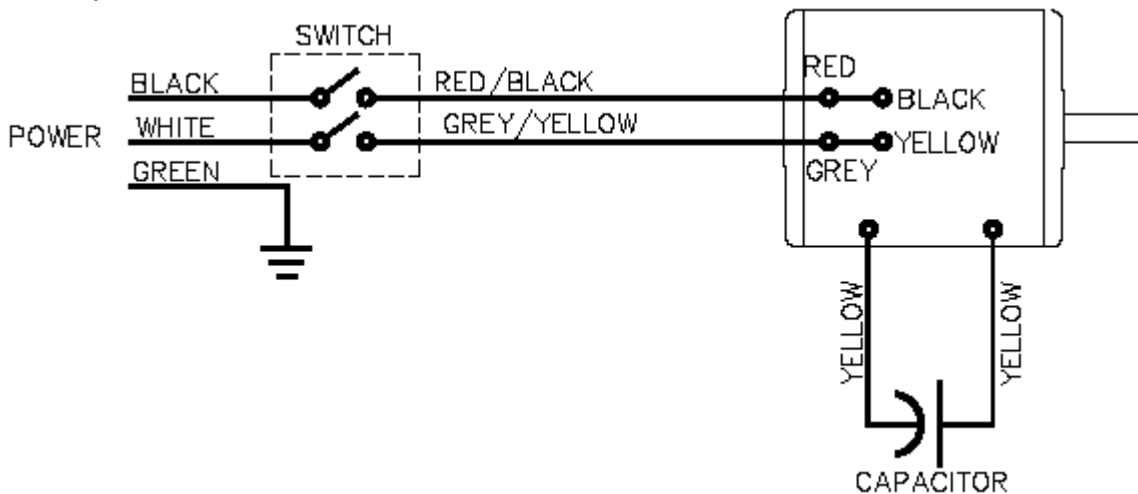 SWITCH
BLACK
RED/BLACK
RED
BLACK
POWER
WHITE
GREY/YELLOW
YELLOW
GREY
GREEN
YELLOW
YELLOW
CAPACITOR